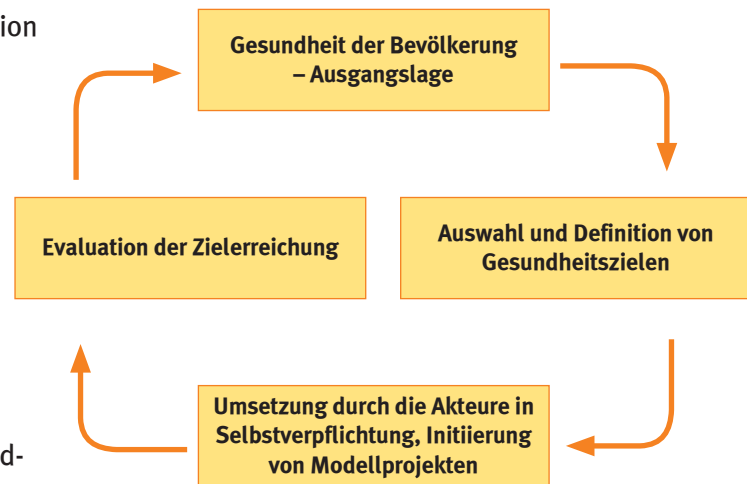 ion
Gesundheit der Bevölkerung
– Ausgangslage
Evaluation der Zielerreichung
Auswahl und Definition von
Gesundheitszielen
Umsetzung durch die Akteure in
Selbstverpflichtung, Initiierung
von Modellprojekten
d-